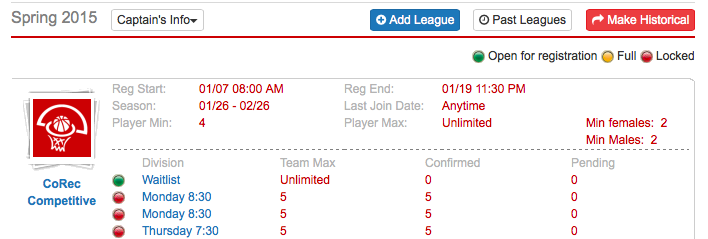 Spring 2015 Captain's Info Add League Past Leagues Make Historical
Open for registration Full Locked
Reg Start: 01/07 08:00 AM Reg End: 01/19 11:30 PM
Season: 01/26 - 02/26 Last Join Date: Anytime
Player Min: 4 Player Max: Unlimited Min females: 2
Min Males: 2
Division Team Max Confirmed Pending
Waitlist Unlimited 0 0
Monday 8:30 5 5 0
Monday 8:30 5 5 0
Thursday 7:30 5 5 0
CoRec
Competitive